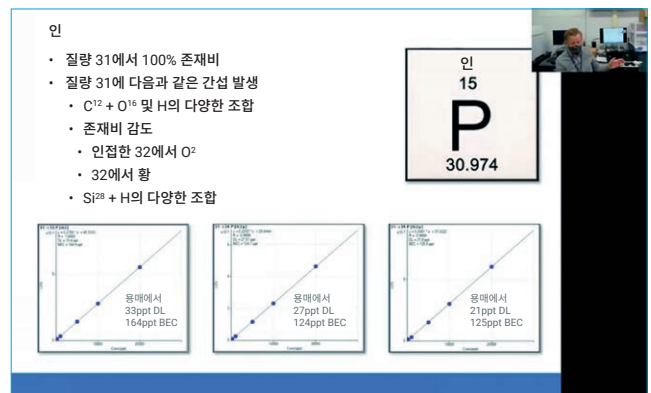 인
• 질량 31에서 100% 존재비
• 질량 31에 다음과 같은 간섭 발생
• C¹² + O¹⁶ 및 H의 다양한 조합
• 존재비 감도
• 인접한 32에서 O²
• 32에서 황
• Si²⁸ + H의 다양한 조합
인
15
P
30.974
용매에서
33ppt DL
164ppt BEC
용매에서
27ppt DL
124ppt BEC
용매에서
21ppt DL
125ppt BEC